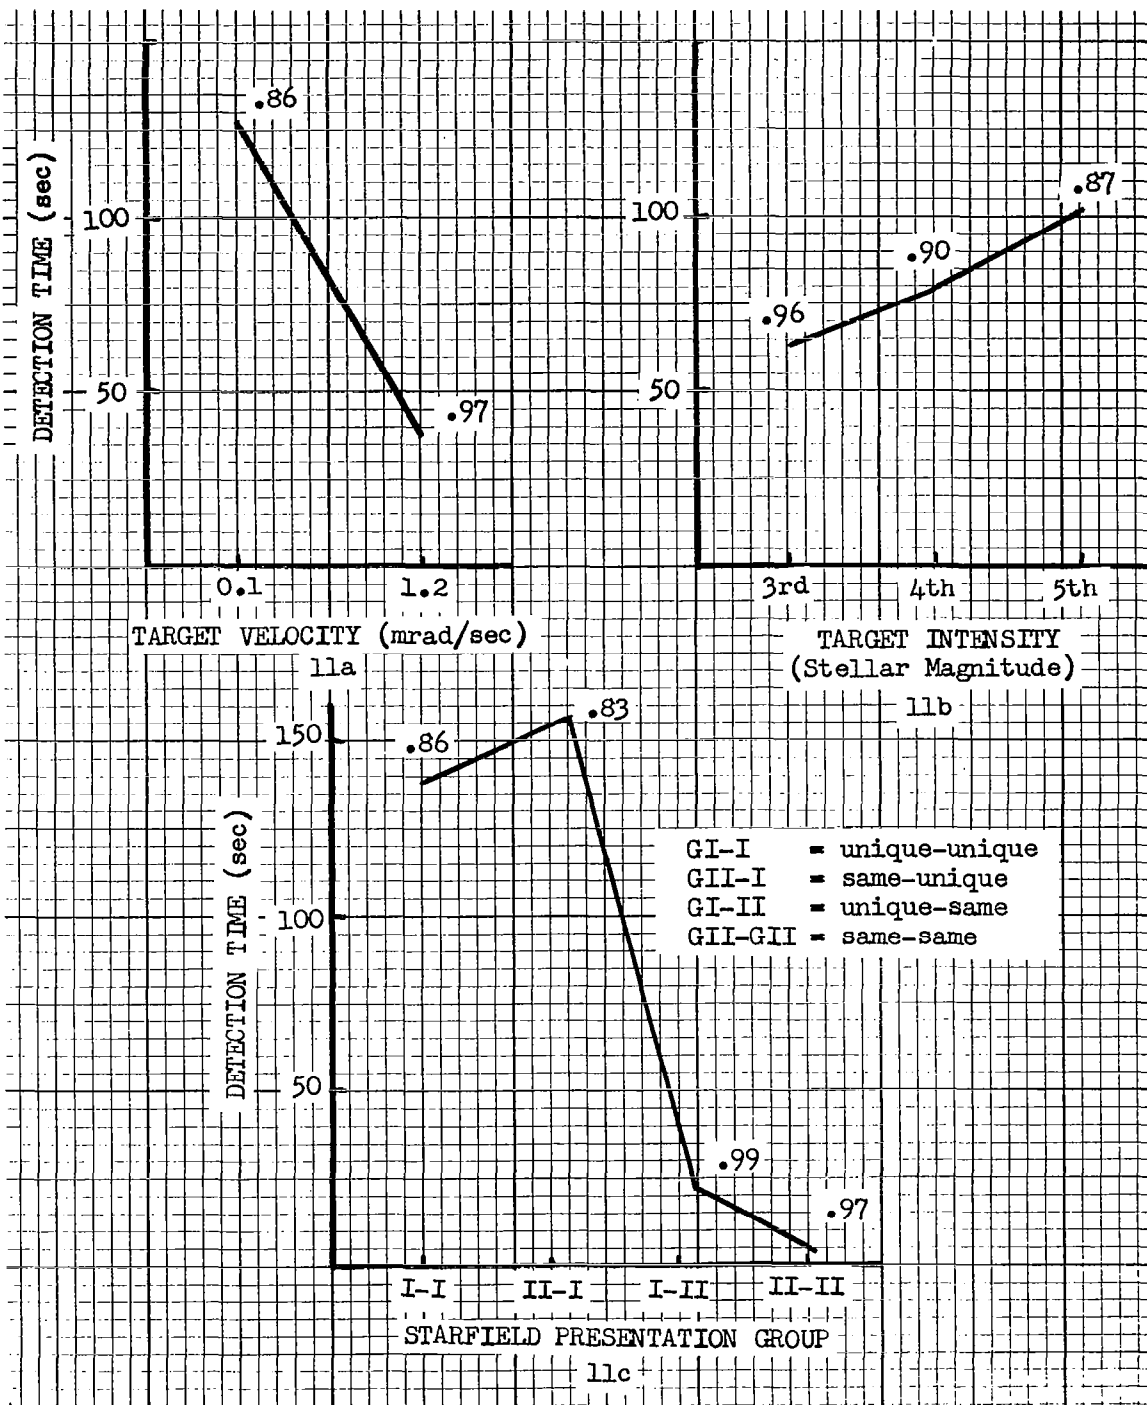 .86
DETECTION TIME (sec)
100
50
.97
0.1 1.2
TARGET VELOCITY (mrad/sec)
11a
.87
100
.90
.96
50
3rd 4th 5th
TARGET INTENSITY
(Stellar Magnitude)
11b
.83
150
.86
DETECTION TIME (sec)
GI-I = unique-unique
GII-I = same-unique
GI-II = unique-same
GII-GII = same-same
100
50
.99
.97
I-I II-I I-II II-II
STARFIELD PRESENTATION GROUP
11c